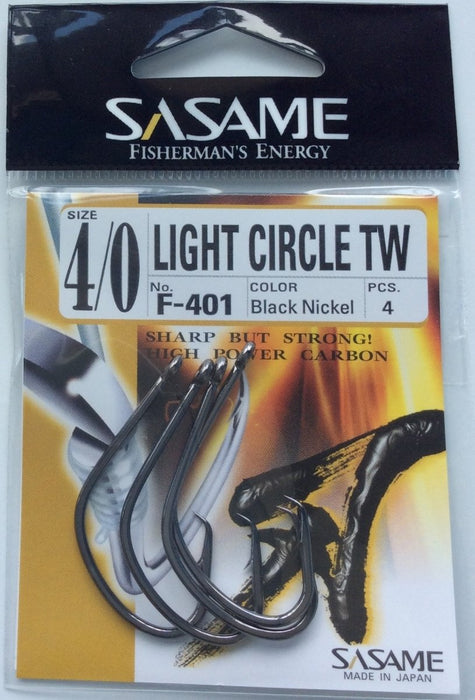 SASAME
FISHERMAN'S ENERGY
SIZE
4/0
LIGHT CIRCLE TW
No.
F-401
COLOR
Black Nickel
PCS.
4
SHARP BUT STRONG!
HIGH POWER CARBON
SASAME
MADE IN JAPAN